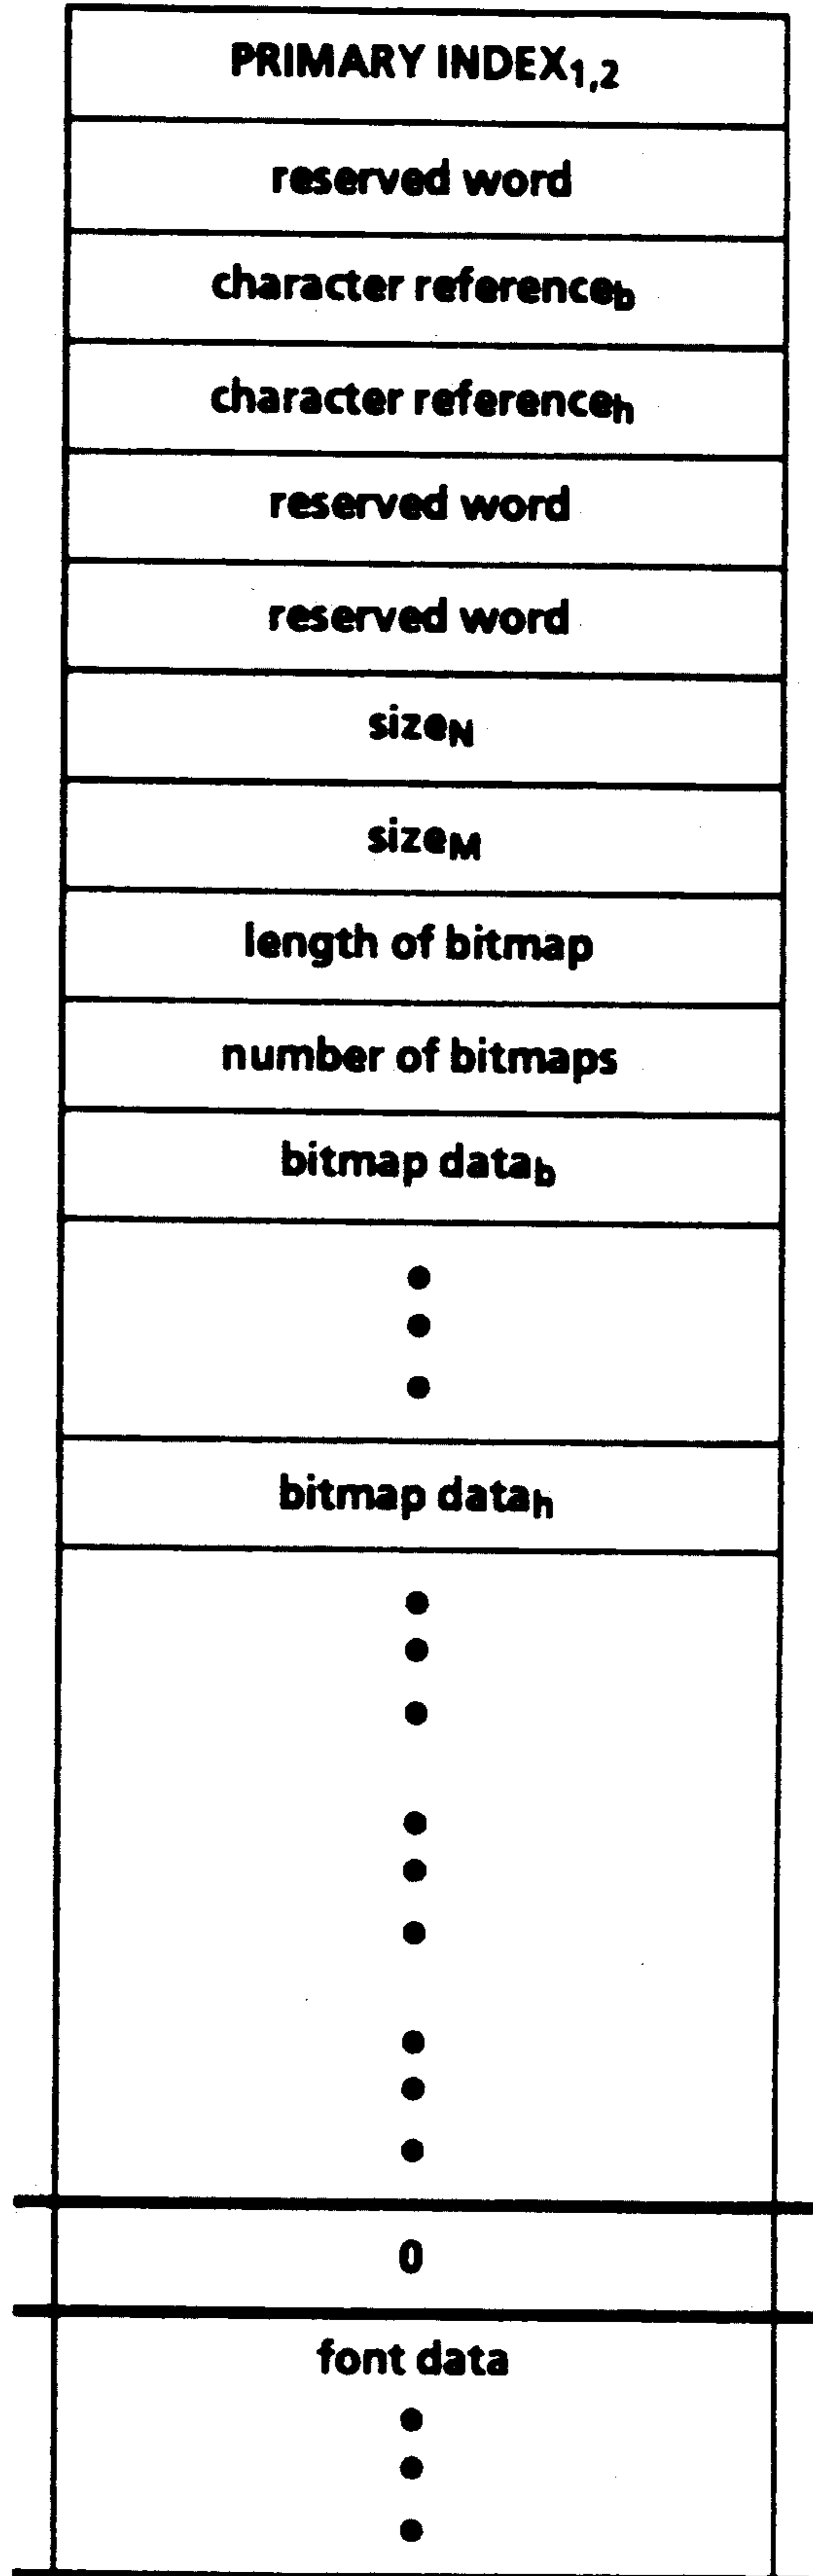 PRIMARY INDEX1,2
reserved word
character referenceb
character referenceh
reserved word
reserved word
sizeN
sizeM
length of bitmap
number of bitmaps
bitmap datab
bitmap datah
0
font data